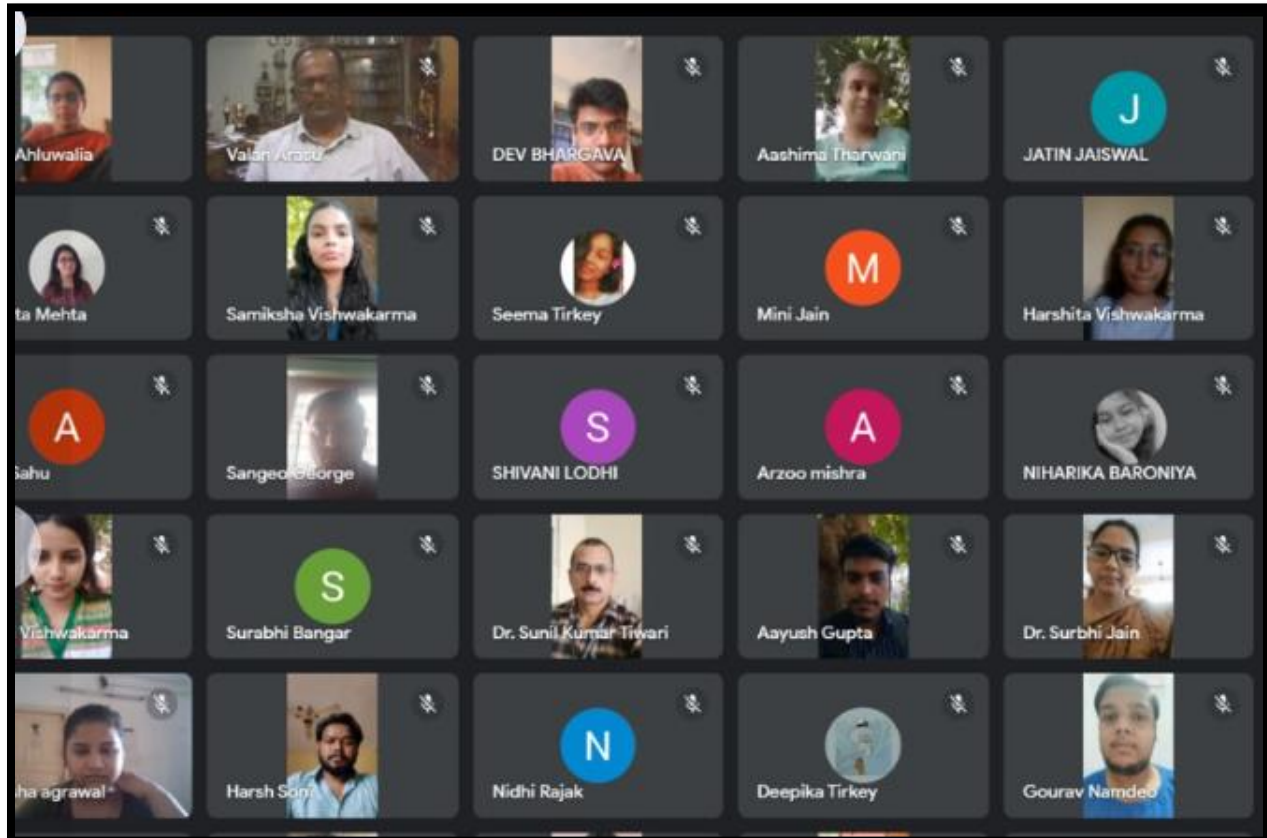 Ahluwalia
Valan Arasu
DEV BHARGAVA
Aashima Tharwani
J
JATIN JAISWAL
ta Mehta
Samiksha Vishwakarma
Seema Tirkey
M
Mini Jain
Harshita Vishwakarma
A
Sahu
Sangeo George
S
SHIVANI LODHI
A
Arzoo mishra
NIHARIKA BARONIYA
Vishwakarma
S
Surabhi Bangar
Dr. Sunil Kumar Tiwari
Aayush Gupta
Dr. Surbhi Jain
ha agrawal
Harsh Soni
N
Nidhi Rajak
Deepika Tirkey
Gourav Namdeo